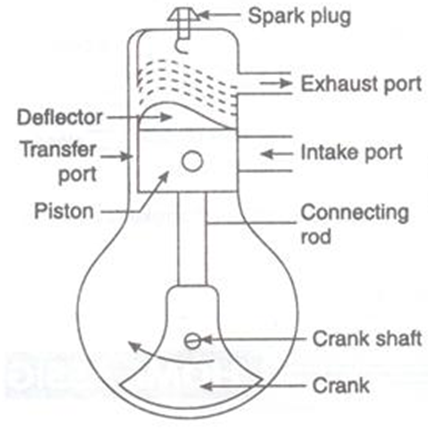 Spark plug
Exhaust port
Deflector
Transfer
port
Intake port
Piston
Connecting
rod
Crank shaft
Crank